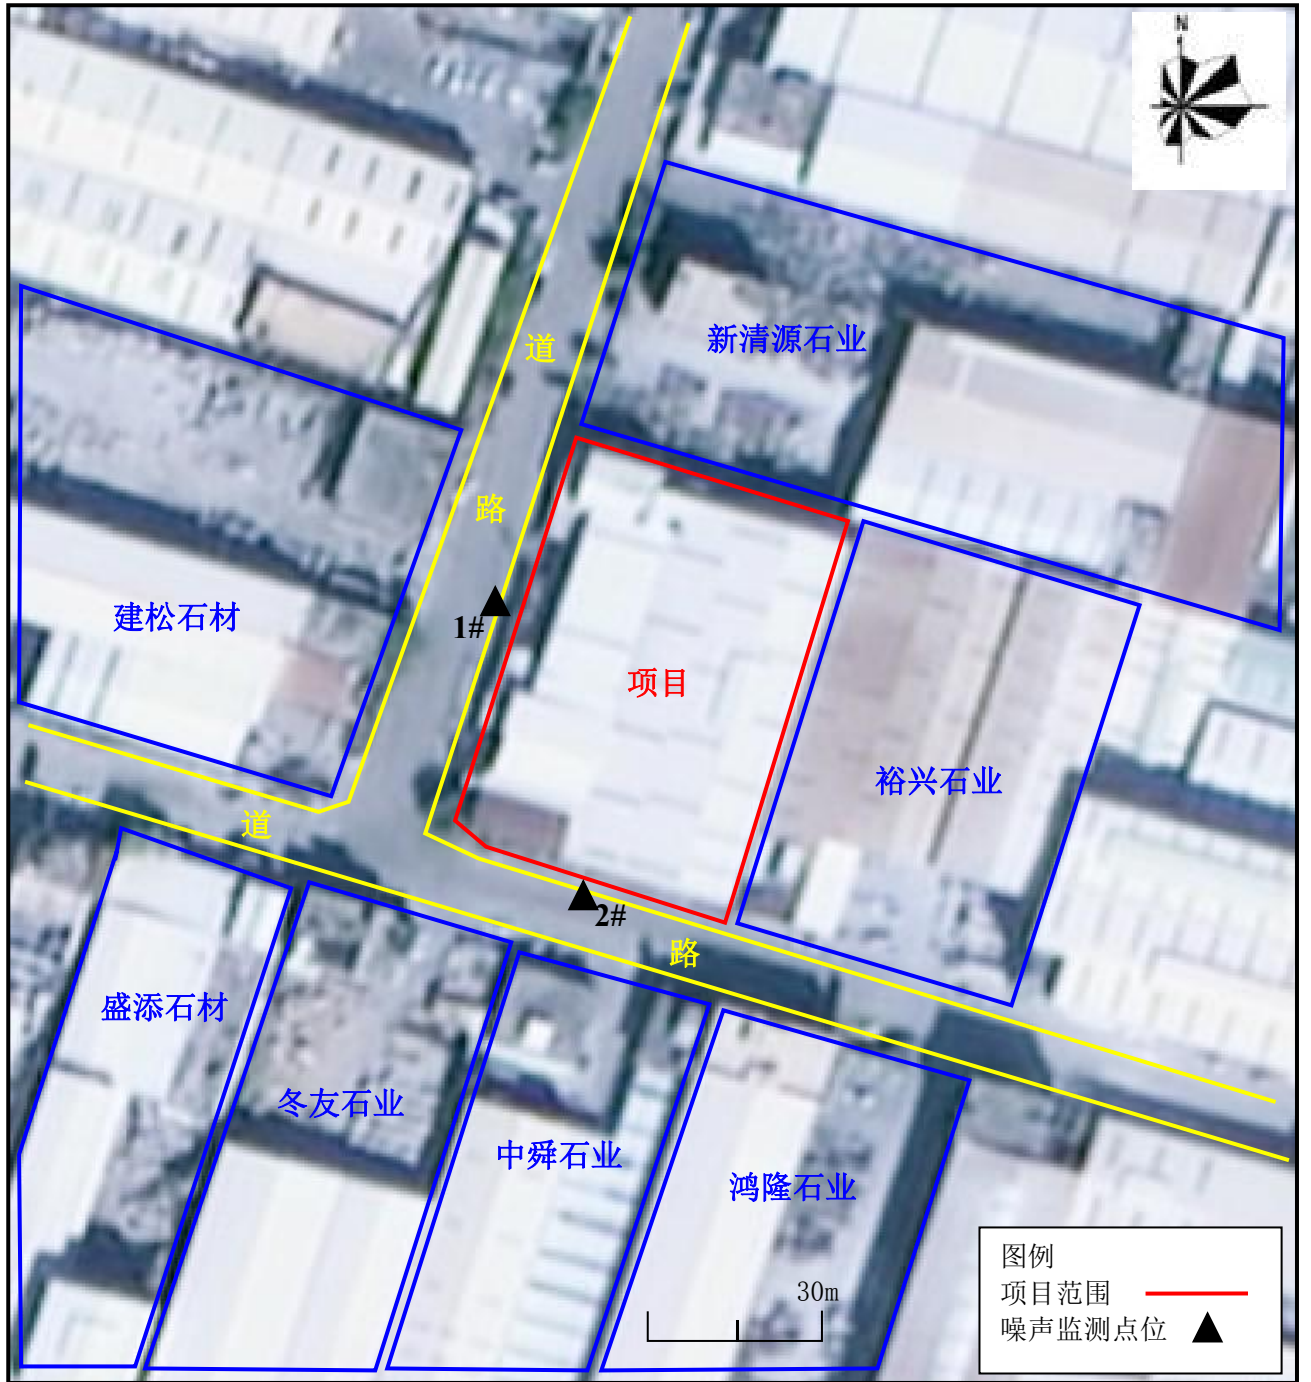 N
新清源石业
道
路
1#
建松石材
项目
裕兴石业
道
2#
路
盛添石材
冬友石业
中舜石业
鸿隆石业
30m
图例
项目范围
噪声监测点位